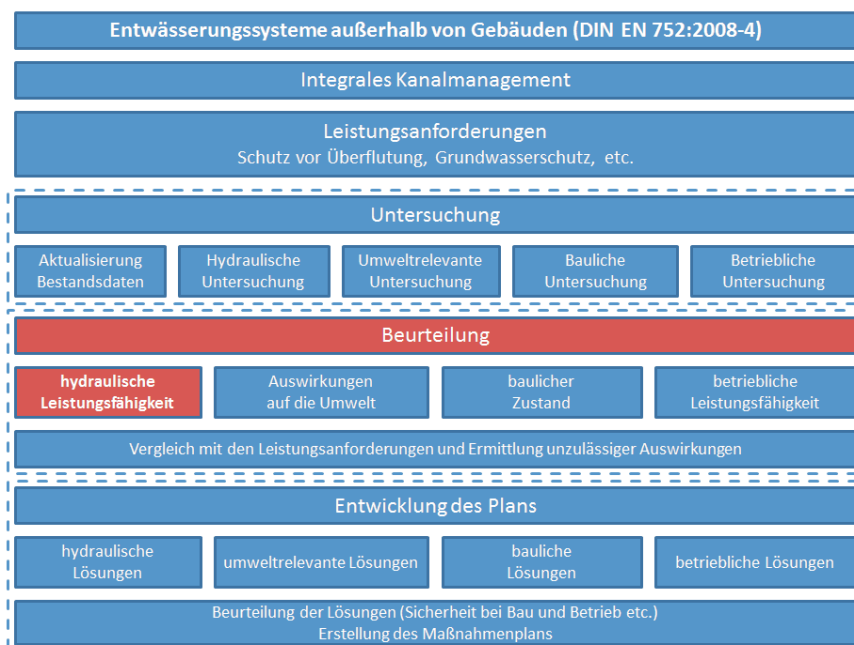 Entwässerungssysteme außerhalb von Gebäuden (DIN EN 752:2008-4)
Integrales Kanalmanagement
Leistungsanforderungen
Schutz vor Überflutung, Grundwasserschutz, etc.
Untersuchung
Aktualisierung
Bestandsdaten
Hydraulische
Untersuchung
Umweltrelevante
Untersuchung
Bauliche
Untersuchung
Betriebliche
Untersuchung
Beurteilung
hydraulische
Leistungsfähigkeit
Auswirkungen
auf die Umwelt
baulicher
Zustand
betriebliche
Leistungsfähigkeit
Vergleich mit den Leistungsanforderungen und Ermittlung unzulässiger Auswirkungen
Entwicklung des Plans
hydraulische
Lösungen
umweltrelevante Lösungen
bauliche
Lösungen
betriebliche Lösungen
Beurteilung der Lösungen (Sicherheit bei Bau und Betrieb etc.)
Erstellung des Maßnahmenplans